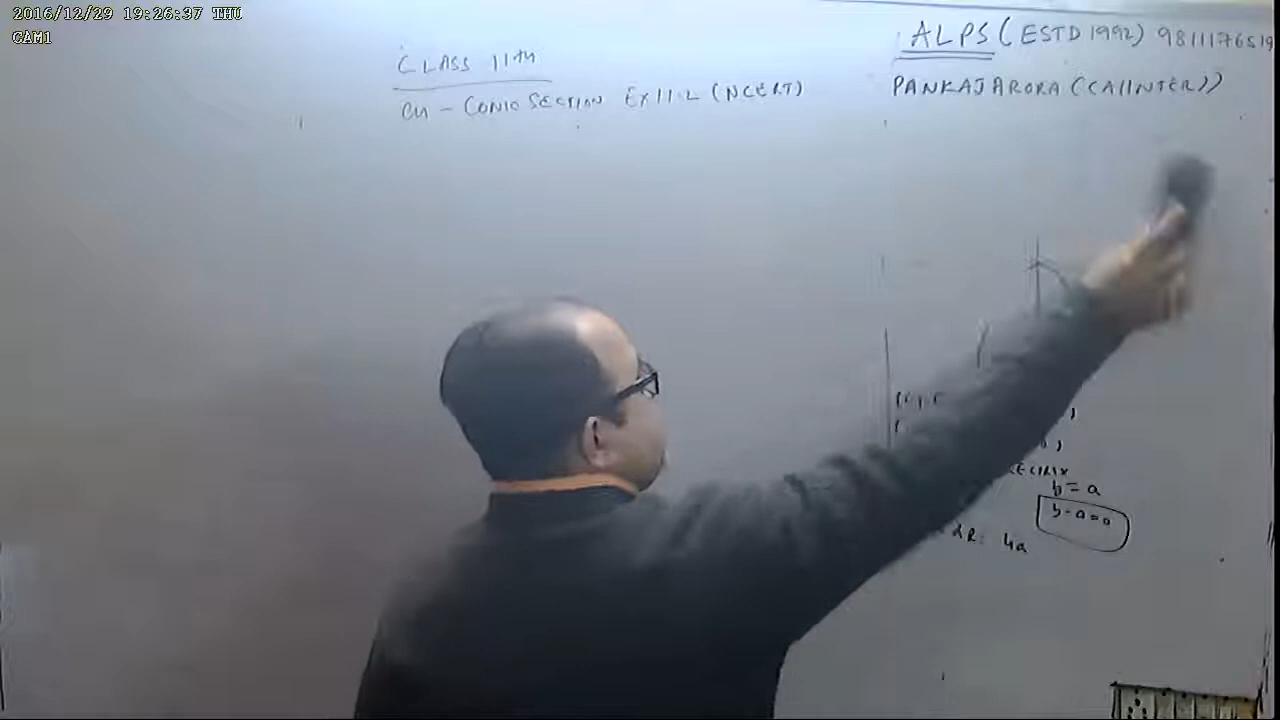 2016/12/29 19:26:37 THU
CAM1
CLASS 11th
CH - CONIC SECTION EX 11.2 (NCERT)
ALPS (ESTD 1992) 9811176519
PANKAJ ARORA (CA(INTER))
b = a
b - a = 0
LR: 4a